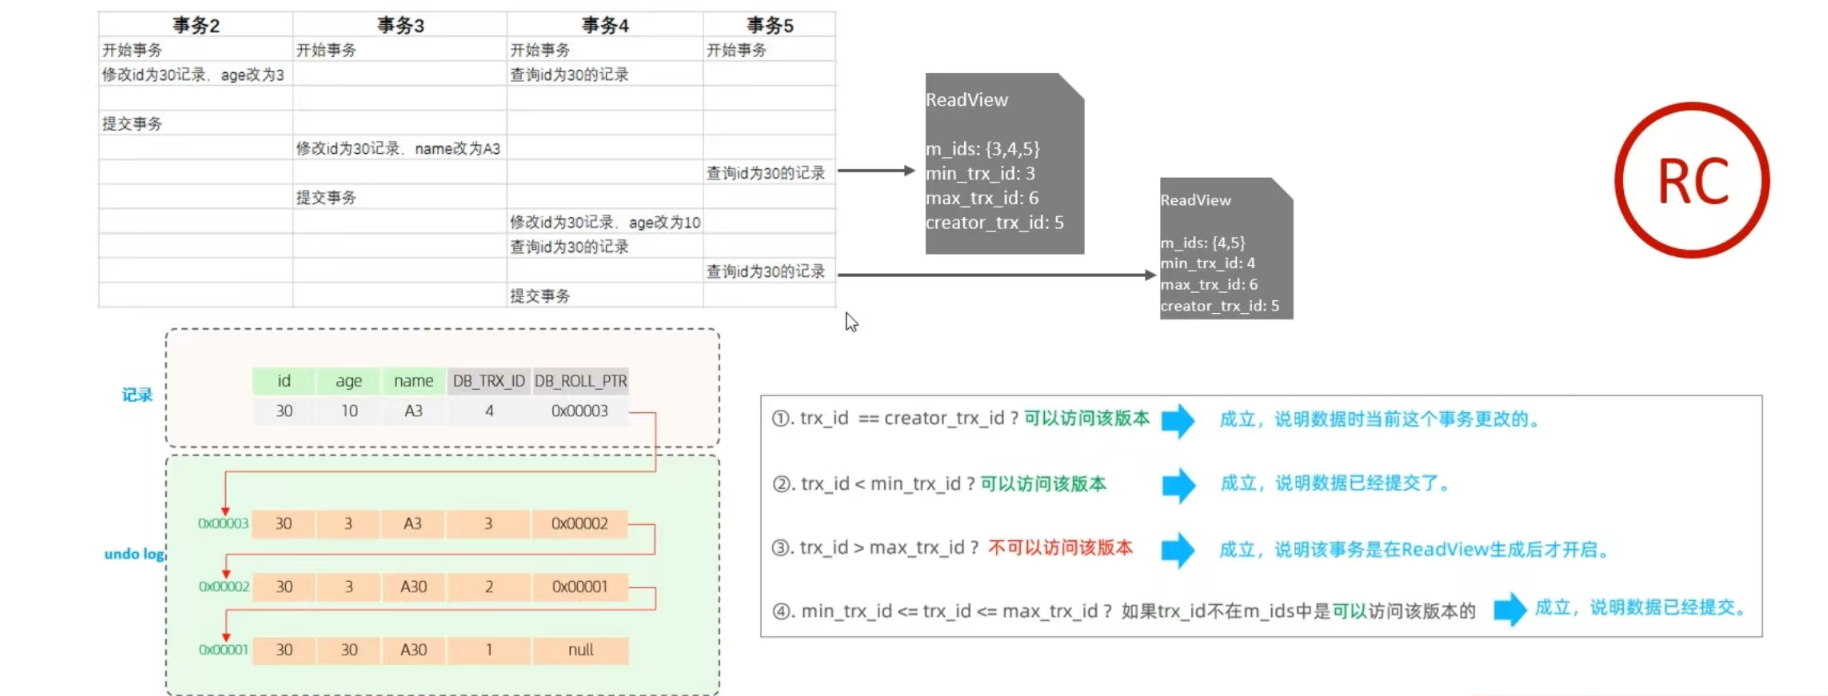 事务2 事务3 事务4 事务5
开始事务 开始事务 开始事务 开始事务
修改id为30记录，age改为3 查询id为30的记录
提交事务
修改id为30记录，name改为A3
查询id为30的记录
提交事务
修改id为30记录，age改为10
查询id为30的记录
查询id为30的记录
提交事务
ReadView
m_ids: {3,4,5}
min_trx_id: 3
max_trx_id: 6
creator_trx_id: 5
ReadView
m_ids: {4,5}
min_trx_id: 4
max_trx_id: 6
creator_trx_id: 5
RC
记录
id age name DB_TRX_ID DB_ROLL_PTR
30 10 A3 4 0x00003
undo log
0x00003 30 3 A3 3 0x00002
0x00002 30 3 A30 2 0x00001
0x00001 30 30 A30 1 null
①. trx_id == creator_trx_id ? 可以访问该版本 成立，说明数据时当前这个事务更改的。
②. trx_id < min_trx_id ? 可以访问该版本 成立，说明数据已经提交了。
③. trx_id > max_trx_id ? 不可以访问该版本 成立，说明该事务是在ReadView生成后才开启。
④. min_trx_id <= trx_id <= max_trx_id ? 如果trx_id不在m_ids中是可以访问该版本的 成立，说明数据已经提交。